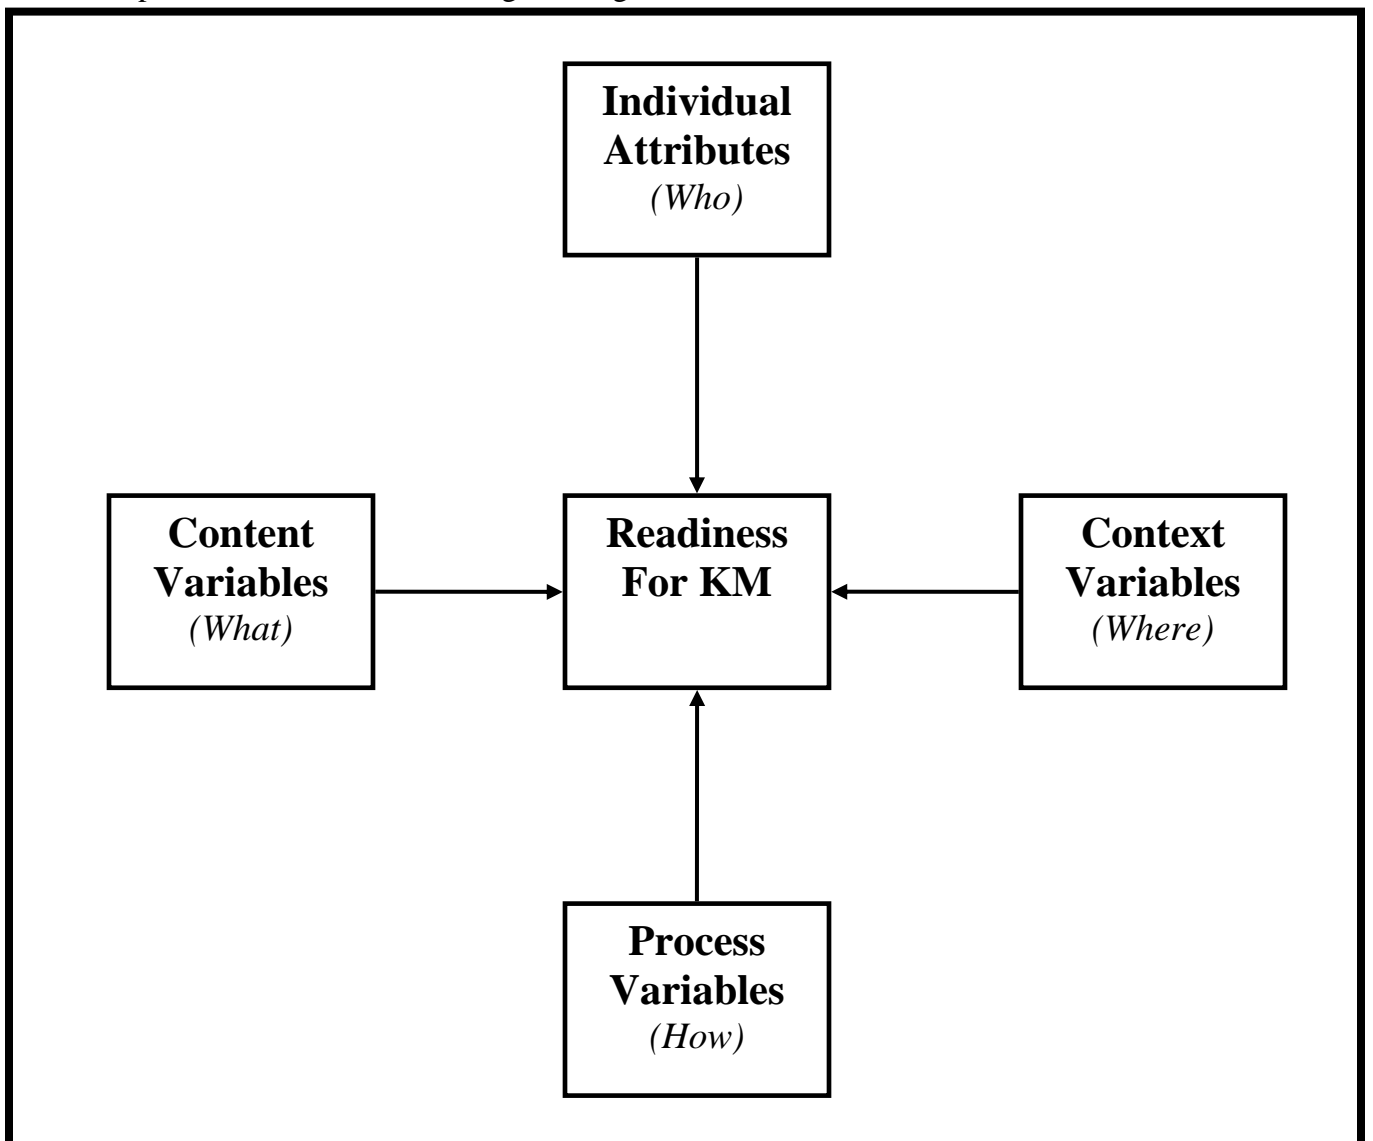 Individual
Attributes
(Who)
Content
Variables
(What)
Readiness
For KM
Context
Variables
(Where)
Process
Variables
(How)